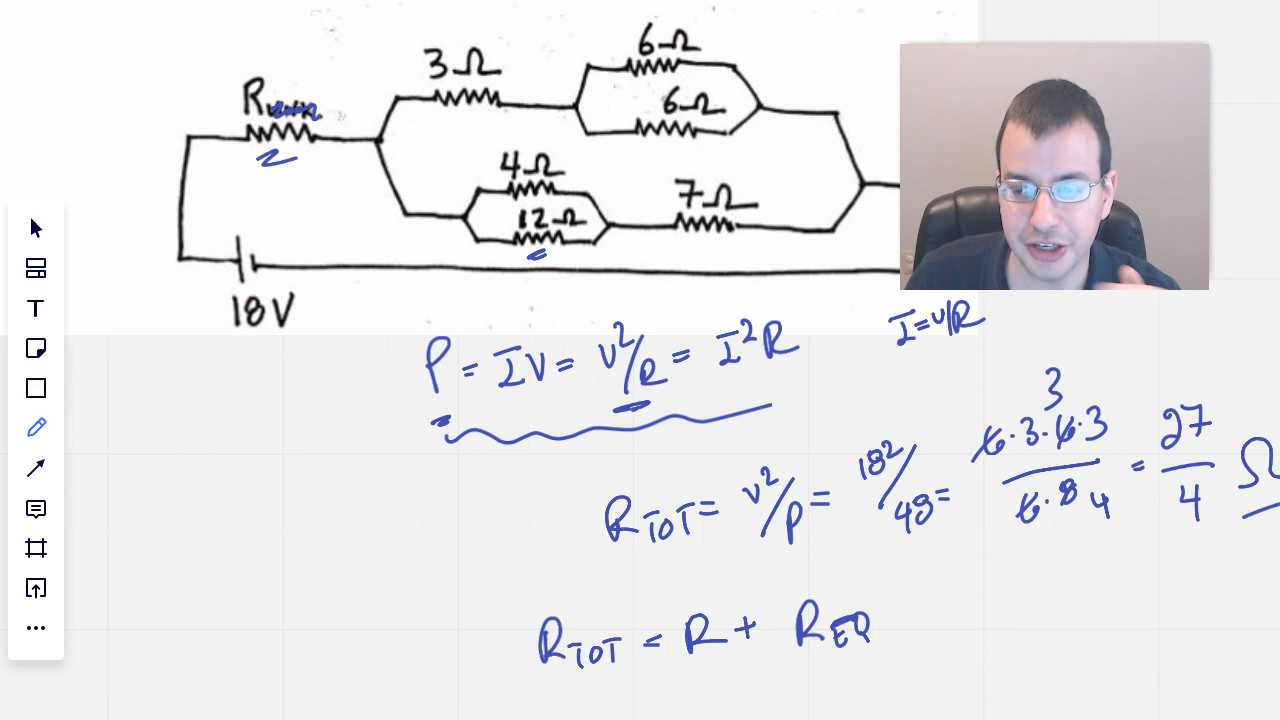 6Ω
3Ω
R
6Ω
4Ω
7Ω
12Ω
18V
I=V/R
P = IV = V²/R = I²R
3
R_TOT = V²/P = 18²/48 = 6·3·6·3 / 6·8 4 = 27/4 Ω
R_TOT = R + R_EQ
T